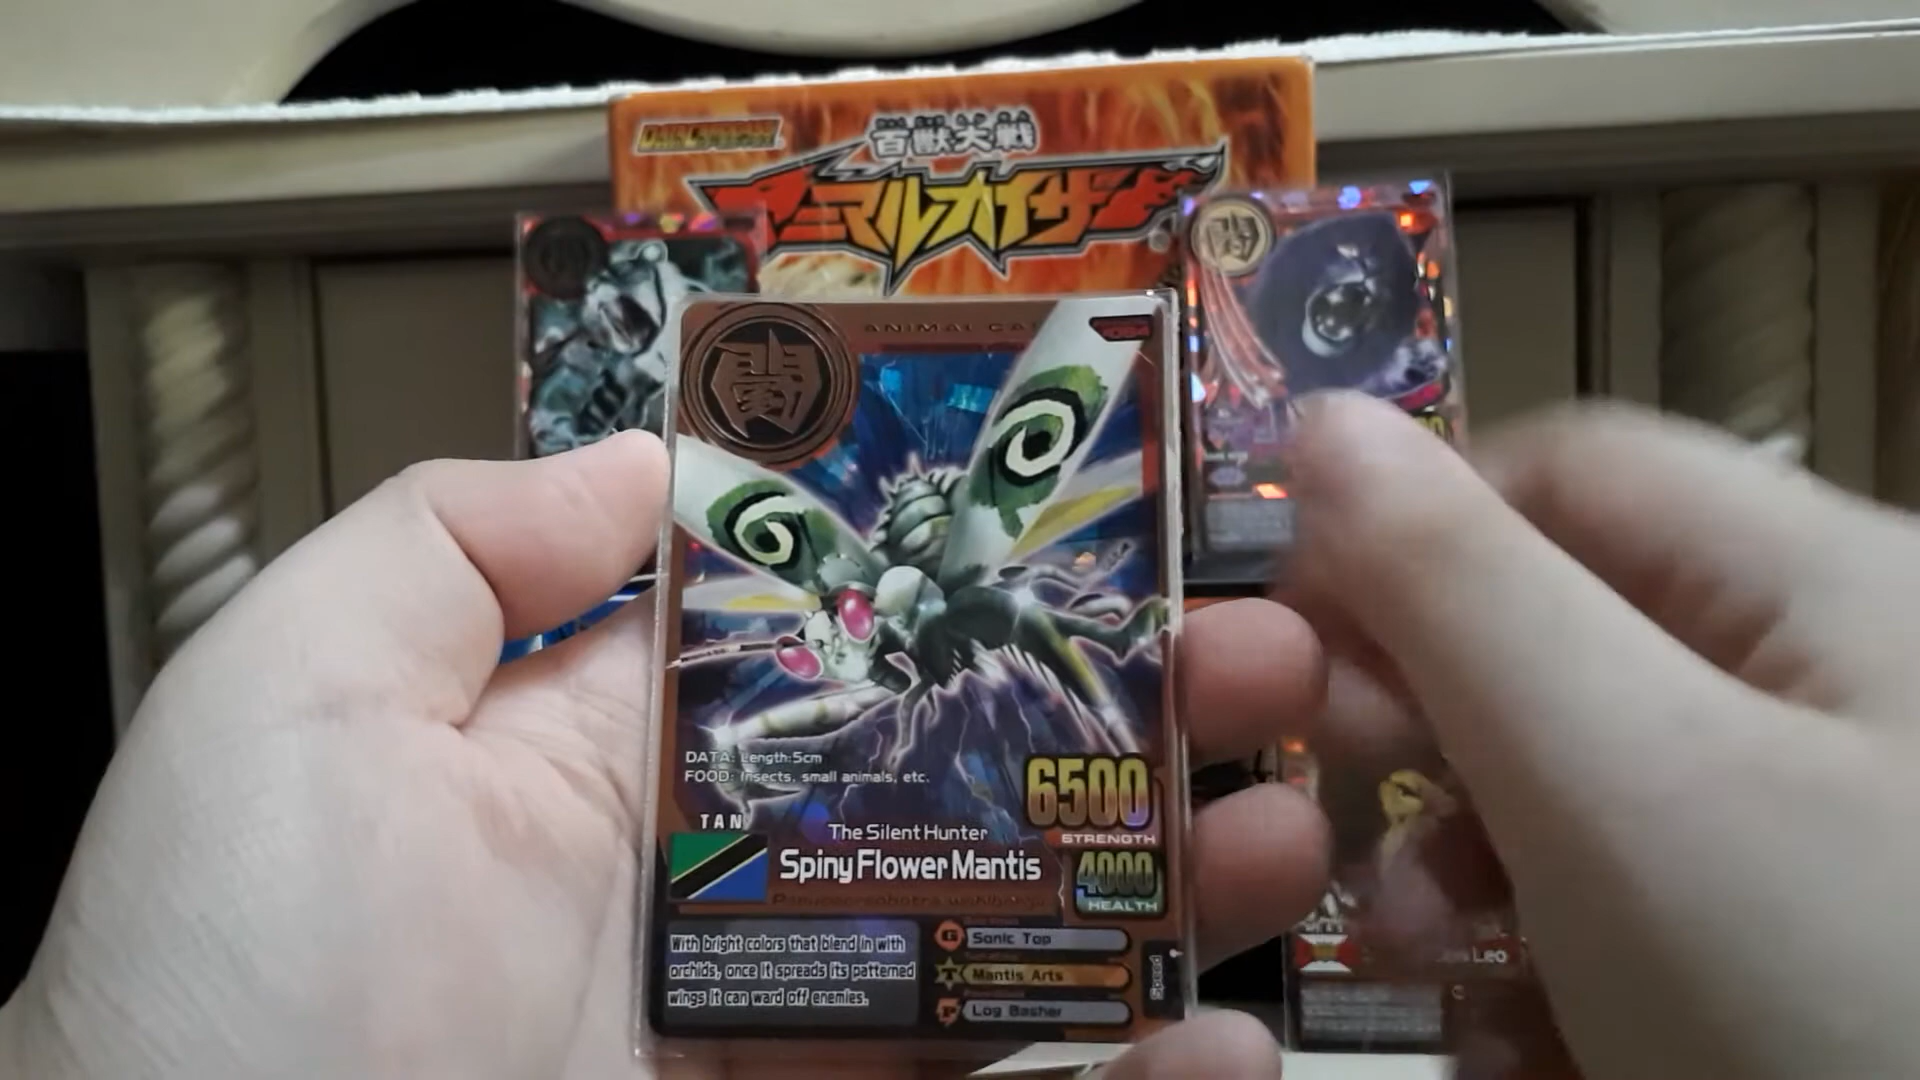 百獣大戦
アニマルカイザー
ANIMAL
闘
DATA: Length:5cm
FOOD: Insects, small animals, etc.
TAN
6500
STRENGTH
The Silent Hunter
Spiny Flower Mantis
4000
HEALTH
With bright colors that blend in with
orchids, once it spreads its patterned
wings it can ward off enemies.
G Sonic Top
T Mantis Arts
P Log Basher
Speed
Leo